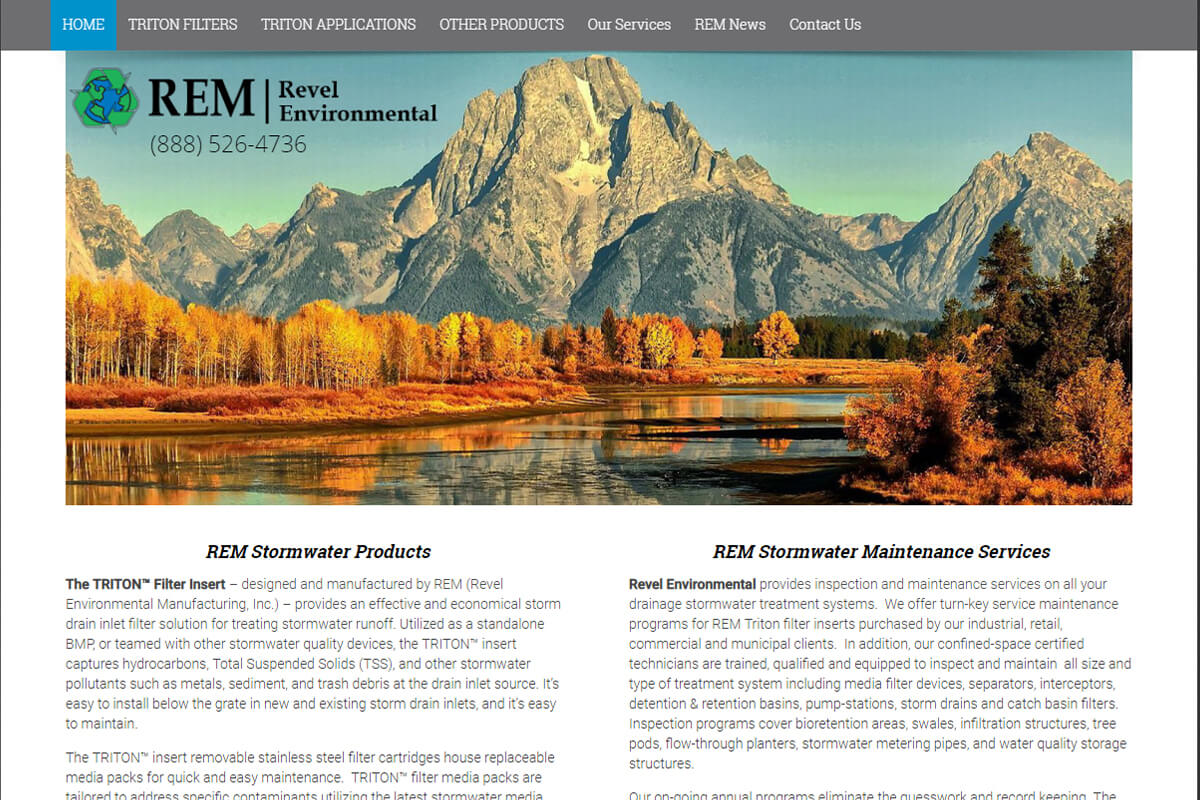 HOME TRITON FILTERS TRITON APPLICATIONS OTHER PRODUCTS Our Services REM News Contact Us
REM | Revel
Environmental
(888) 526-4736
REM Stormwater Products
The TRITON™ Filter Insert – designed and manufactured by REM (Revel
Environmental Manufacturing, Inc.) – provides an effective and economical storm
drain inlet filter solution for treating stormwater runoff. Utilized as a standalone
BMP, or teamed with other stormwater quality devices, the TRITON™ insert
captures hydrocarbons, Total Suspended Solids (TSS), and other stormwater
pollutants such as metals, sediment, and trash debris at the drain inlet source. It's
easy to install below the grate in new and existing storm drain inlets, and it's easy
to maintain.
The TRITON™ insert removable stainless steel filter cartridges house replaceable
media packs for quick and easy maintenance. TRITON™ filter media packs are
tailored to address specific contaminants utilizing the latest stormwater media
REM Stormwater Maintenance Services
Revel Environmental provides inspection and maintenance services on all your
drainage stormwater treatment systems. We offer turn-key service maintenance
programs for REM Triton filter inserts purchased by our industrial, retail,
commercial and municipal clients. In addition, our confined-space certified
technicians are trained, qualified and equipped to inspect and maintain all size and
type of treatment system including media filter devices, separators, interceptors,
detention & retention basins, pump-stations, storm drains and catch basin filters.
Inspection programs cover bioretention areas, swales, infiltration structures, tree
pods, flow-through planters, stormwater metering pipes, and water quality storage
structures.
Our on-going annual programs eliminate the guesswork and record keeping. The